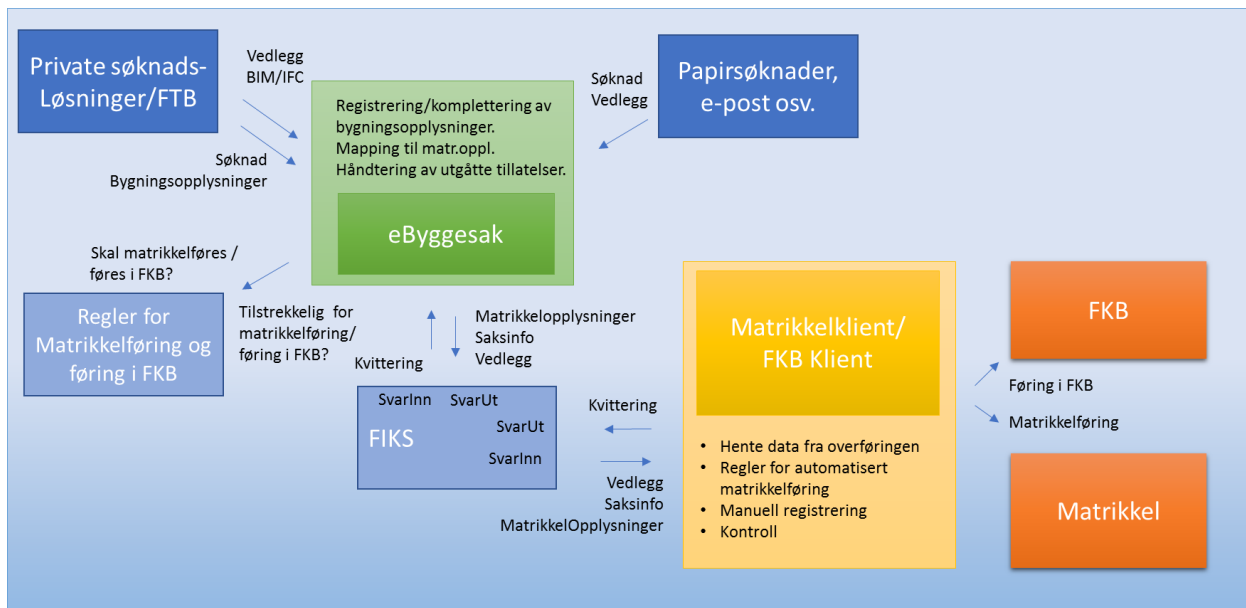 Private søknads-
Løsninger/FTB
Vedlegg
BIM/IFC
Søknad
Bygningsopplysninger
Registrering/komplettering av
bygningsopplysninger.
Mapping til matr.oppl.
Håndtering av utgåtte tillatelser.
eByggesak
Søknad
Vedlegg
Papirsøknader,
e-post osv.
Skal matrikkelføres /
føres i FKB?
Regler for
Matrikkelføring og
føring i FKB
Tilstrekkelig for
matrikkelføring/
føring i FKB?
Kvittering
Matrikkelopplysninger
Saksinfo
Vedlegg
SvarInn
SvarUt
SvarUt
FIKS
SvarInn
Kvittering
Vedlegg
Saksinfo
MatrikkelOpplysninger
Matrikkelklient/
FKB Klient
• Hente data fra overføringen
• Regler for automatisert
matrikkelføring
• Manuell registrering
• Kontroll
FKB
Føring i FKB
Matrikkelføring
Matrikkel